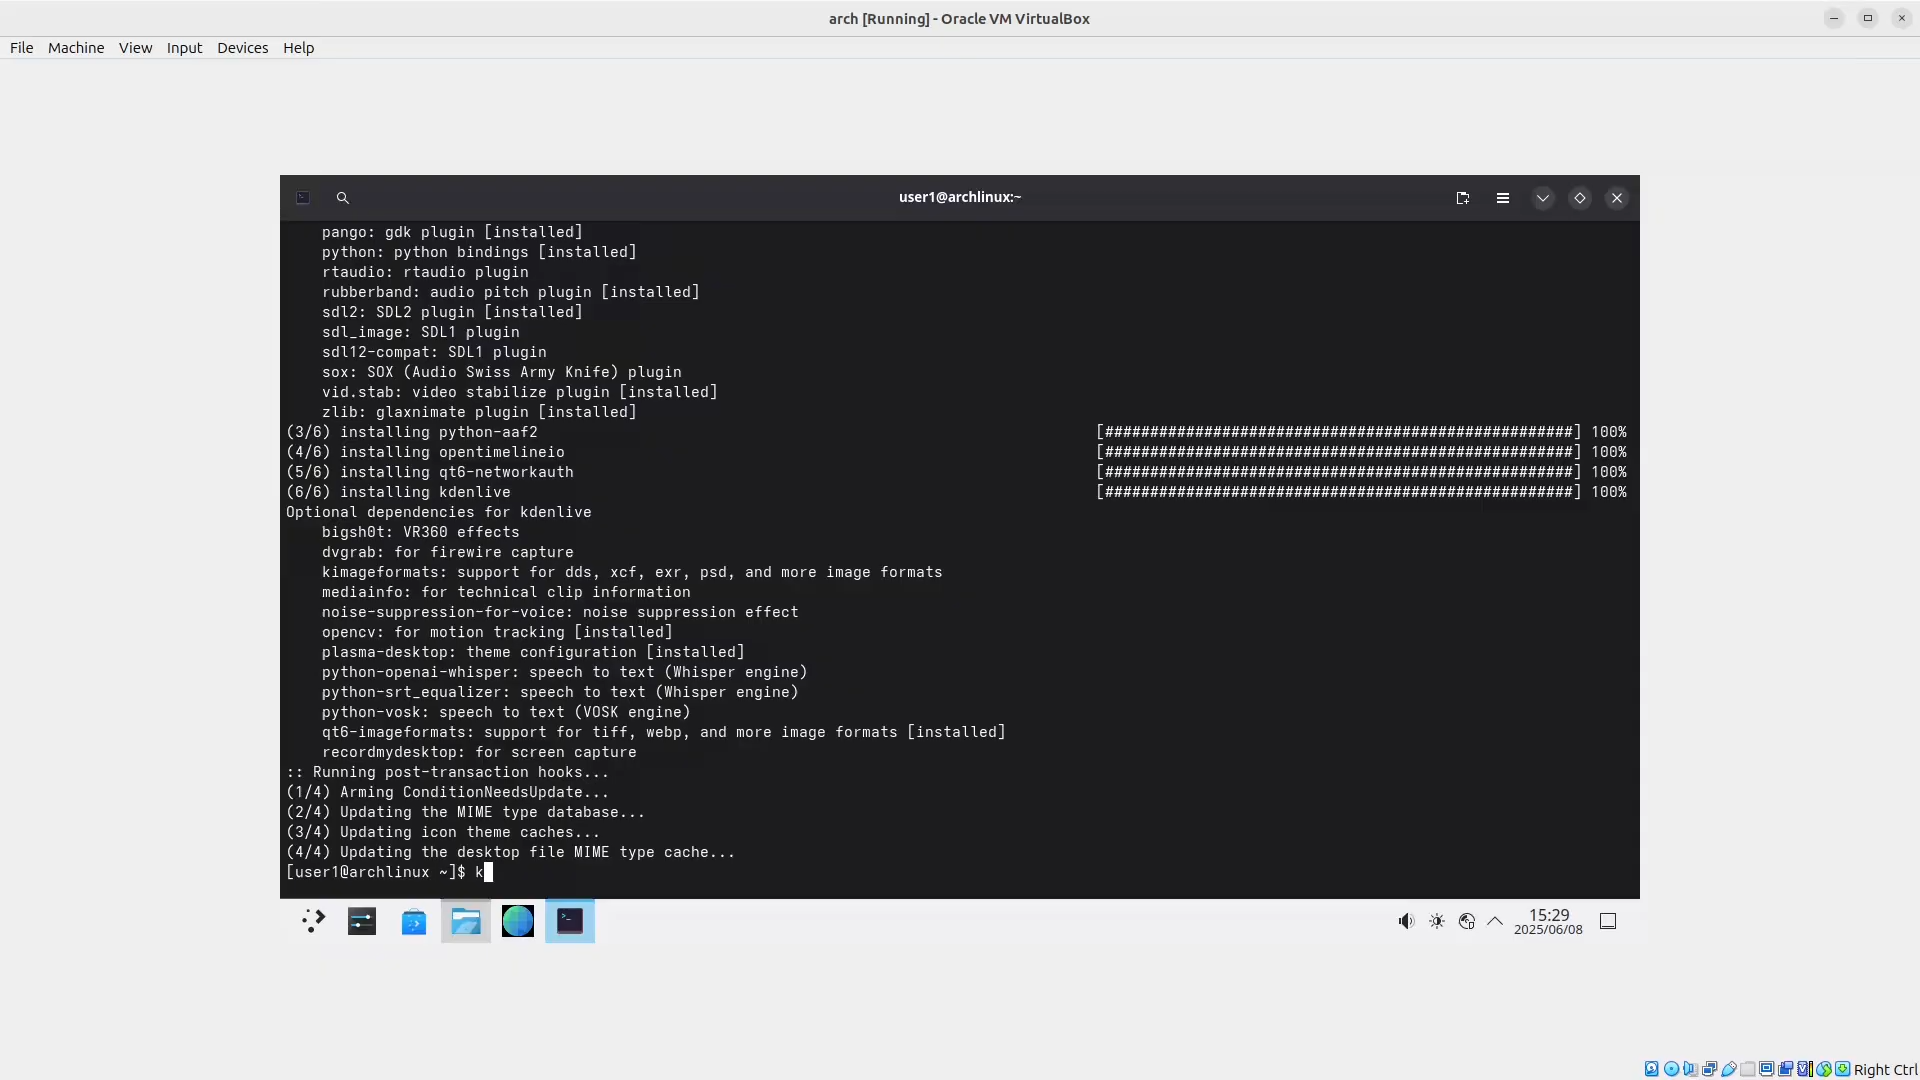 arch [Running] - Oracle VM VirtualBox
File Machine View Input Devices Help
user1@archlinux:~
pango: gdk plugin [installed]
python: python bindings [installed]
rtaudio: rtaudio plugin
rubberband: audio pitch plugin [installed]
sdl2: SDL2 plugin [installed]
sdl_image: SDL1 plugin
sdl12-compat: SDL1 plugin
sox: SOX (Audio Swiss Army Knife) plugin
vid.stab: video stabilize plugin [installed]
zlib: glaxnimate plugin [installed]
(3/6) installing python-aaf2 [####################################################] 100%
(4/6) installing opentimelineio [####################################################] 100%
(5/6) installing qt6-networkauth [####################################################] 100%
(6/6) installing kdenlive [####################################################] 100%
Optional dependencies for kdenlive
bigsh0t: VR360 effects
dvgrab: for firewire capture
kimageformats: support for dds, xcf, exr, psd, and more image formats
mediainfo: for technical clip information
noise-suppression-for-voice: noise suppression effect
opencv: for motion tracking [installed]
plasma-desktop: theme configuration [installed]
python-openai-whisper: speech to text (Whisper engine)
python-srt_equalizer: speech to text (Whisper engine)
python-vosk: speech to text (VOSK engine)
qt6-imageformats: support for tiff, webp, and more image formats [installed]
recordmydesktop: for screen capture
:: Running post-transaction hooks...
(1/4) Arming ConditionNeedsUpdate...
(2/4) Updating the MIME type database...
(3/4) Updating icon theme caches...
(4/4) Updating the desktop file MIME type cache...
[user1@archlinux ~]$ k
15:29
2025/06/08
Right Ctrl